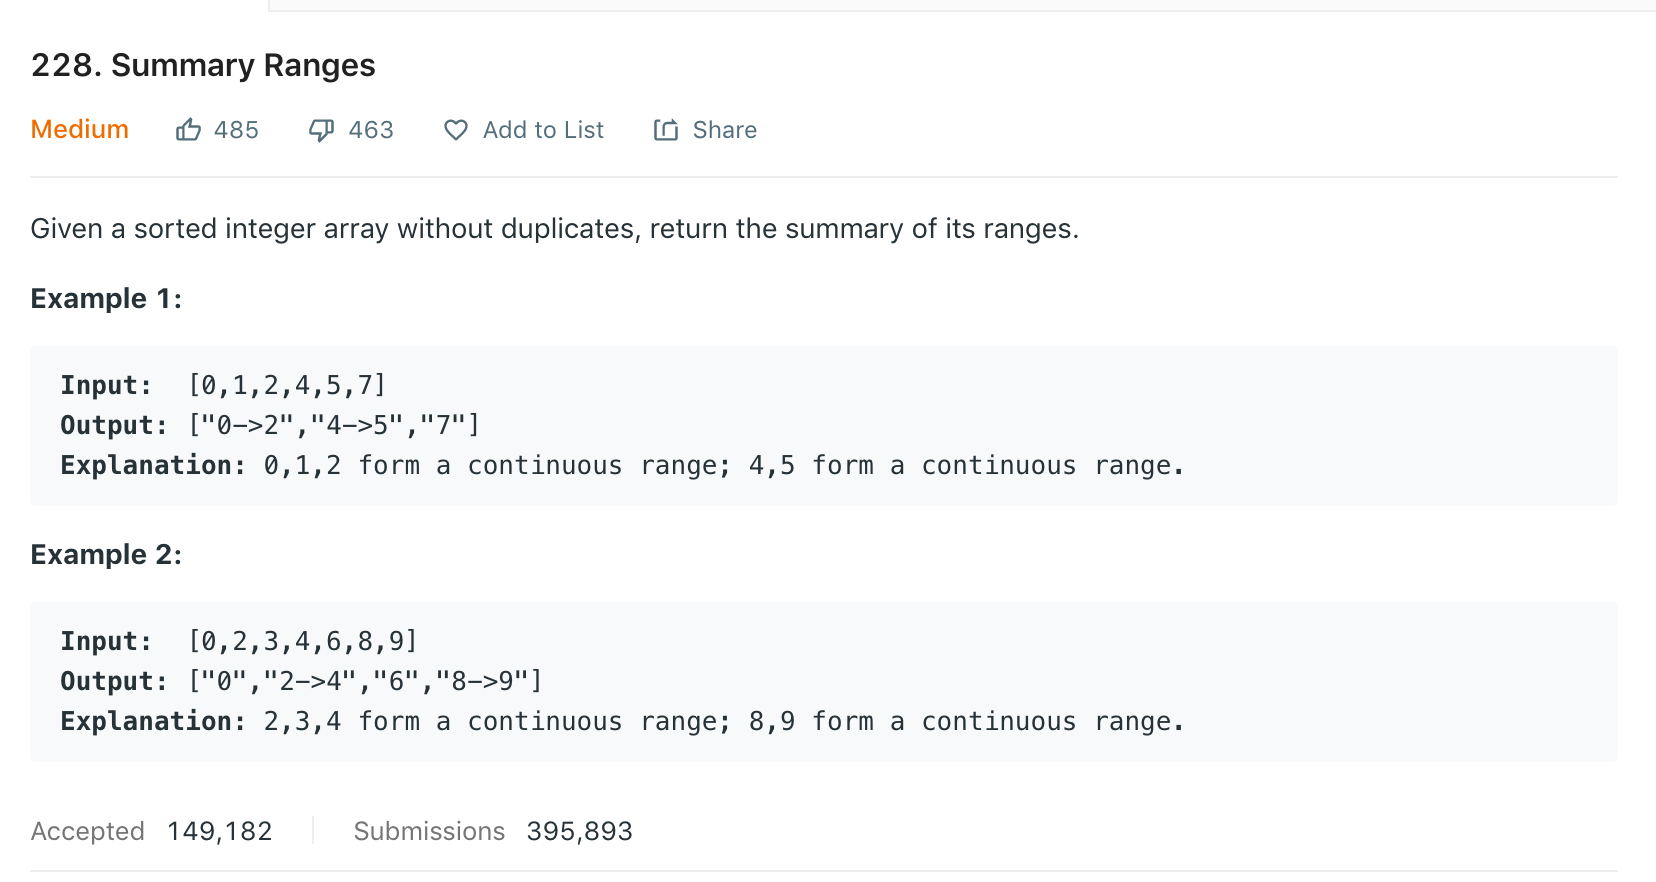 228. Summary Ranges
Medium 485 463 Add to List Share
Given a sorted integer array without duplicates, return the summary of its ranges.
Example 1:
Input: [0,1,2,4,5,7]
Output: ["0->2","4->5","7"]
Explanation: 0,1,2 form a continuous range; 4,5 form a continuous range.
Example 2:
Input: [0,2,3,4,6,8,9]
Output: ["0","2->4","6","8->9"]
Explanation: 2,3,4 form a continuous range; 8,9 form a continuous range.
Accepted 149,182 Submissions 395,893